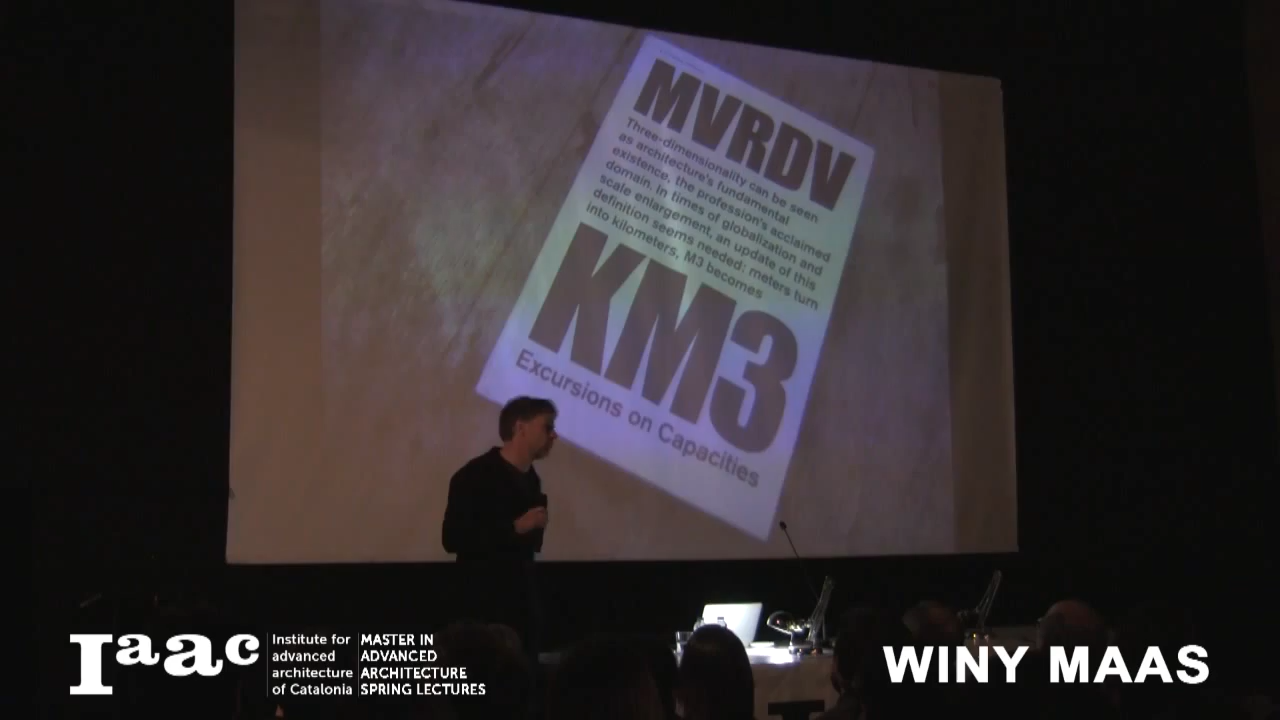 MVRDV
Three-dimensionality can be seen
as architecture's fundamental
existence, the profession's acclaimed
domain. In times of globalization and
scale enlargement, an update of this
definition seems needed: meters turn
into kilometers, M3 becomes
KM3
Excursions on Capacities
Iaac
Institute for
advanced
architecture
of Catalonia
MASTER IN
ADVANCED
ARCHITECTURE
SPRING LECTURES
WINY MAAS